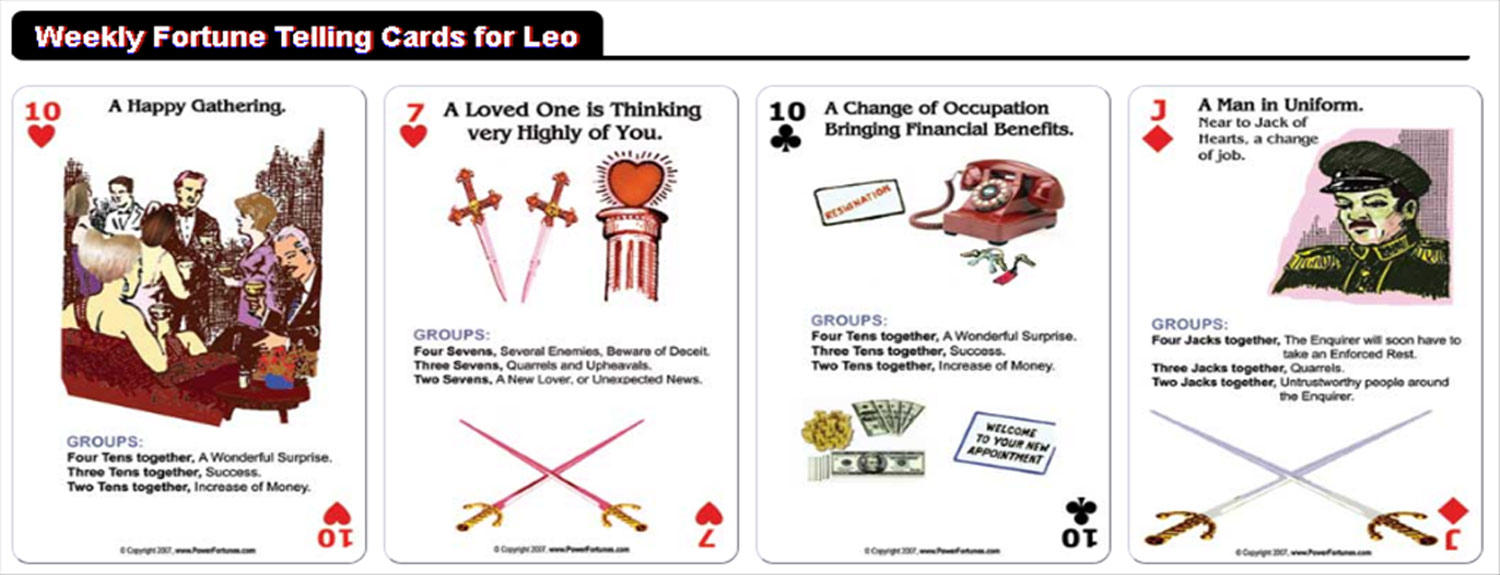 Weekly Fortune Telling Cards for Leo
10
A Happy Gathering.
GROUPS:
Four Tens together, A Wonderful Surprise.
Three Tens together, Success.
Two Tens together, Increase of Money.
10
© Copyright 2007, www.PowerFortunes.com
7
A Loved One is Thinking
very Highly of You.
GROUPS:
Four Sevens, Several Enemies, Beware of Deceit.
Three Sevens, Quarrels and Upheavals.
Two Sevens, A New Lover, or Unexpected News.
7
© Copyright 2007, www.PowerFortunes.com
10
A Change of Occupation
Bringing Financial Benefits.
RESIGNATION
GROUPS:
Four Tens together, A Wonderful Surprise.
Three Tens together, Success.
Two Tens together, Increase of Money.
WELCOME
TO YOUR NEW
APPOINTMENT
10
© Copyright 2007, www.PowerFortunes.com
J
A Man in Uniform.
Near to Jack of
Hearts, a change
of job.
GROUPS:
Four Jacks together, The Enquirer will soon have to
take an Enforced Rest.
Three Jacks together, Quarrels.
Two Jacks together, Untrustworthy people around
the Enquirer.
J
© Copyright 2007, www.PowerFortunes.com